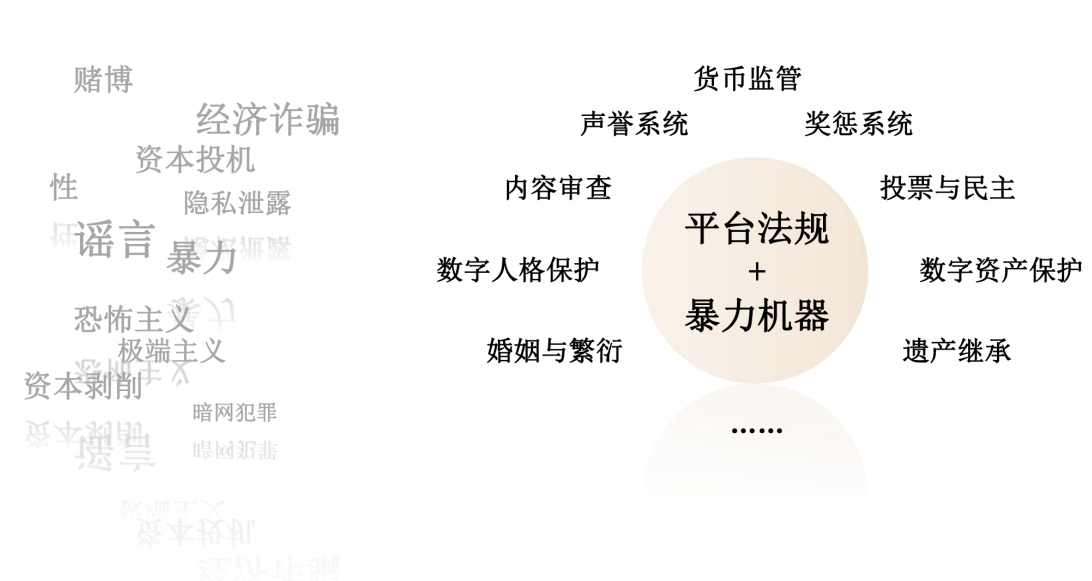 赌博
经济诈骗
资本投机
性
隐私泄露
谣言
暴力
恐怖主义
极端主义
资本剥削
暗网犯罪
货币监管
声誉系统
奖惩系统
内容审查
投票与民主
平台法规
+
暴力机器
数字人格保护
数字资产保护
婚姻与繁衍
遗产继承
······